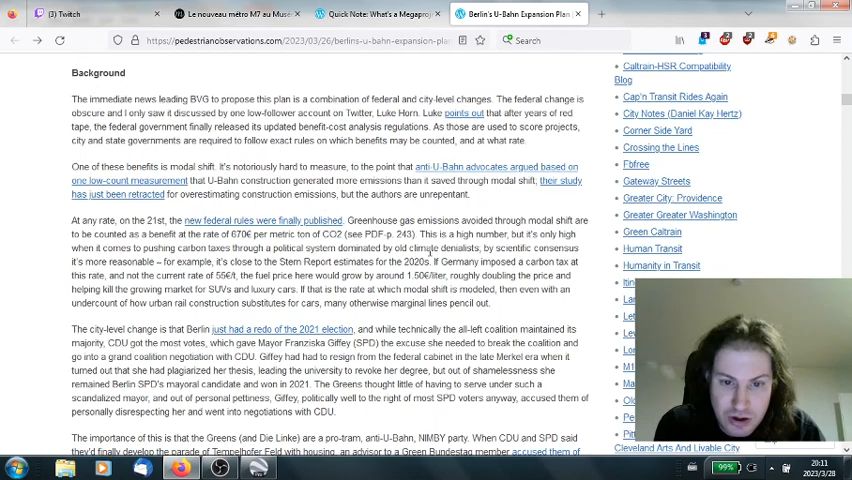 (3) Twitch
Le nouveau métro M7 au Musé
Quick Note: What's a Megaproj
Berlin's U-Bahn Expansion Plan
https://pedestrianobservations.com/2023/03/26/berlins-u-bahn-expansion-plan
Search
Background
The immediate news leading BVG to propose this plan is a combination of federal and city-level changes. The federal change is
obscure and I only saw it discussed by one low-follower account on Twitter, Luke Horn. Luke points out that after years of red
tape, the federal government finally released its updated benefit-cost analysis regulations. As those are used to score projects,
city and state governments are required to follow exact rules on which benefits may be counted, and at what rate.
One of these benefits is modal shift. It's notoriously hard to measure, to the point that anti-U-Bahn advocates argued based on
one low-count measurement that U-Bahn construction generated more emissions than it saved through modal shift; their study
has just been retracted for overestimating construction emissions, but the authors are unrepentant.
At any rate, on the 21st, the new federal rules were finally published. Greenhouse gas emissions avoided through modal shift are
to be counted as a benefit at the rate of 670€ per metric ton of CO2 (see PDF-p. 243). This is a high number, but it's only high
when it comes to pushing carbon taxes through a political system dominated by old climate denialists; by scientific consensus
it's more reasonable – for example, it's close to the Stern Report estimates for the 2020s. If Germany imposed a carbon tax at
this rate, and not the current rate of 55€/t, the fuel price here would grow by around 1.50€/liter, roughly doubling the price and
helping kill the growing market for SUVs and luxury cars. If that is the rate at which modal shift is modeled, then even with an
undercount of how urban rail construction substitutes for cars, many otherwise marginal lines pencil out.
The city-level change is that Berlin just had a redo of the 2021 election, and while technically the all-left coalition maintained its
majority, CDU got the most votes, which gave Mayor Franziska Giffey (SPD) the excuse she needed to break the coalition and
go into a grand coalition negotiation with CDU. Giffey had had to resign from the federal cabinet in the late Merkel era when it
turned out that she had plagiarized her thesis, leading the university to revoke her degree, but out of shamelessness she
remained Berlin SPD's mayoral candidate and won in 2021. The Greens thought little of having to serve under such a
scandalized mayor, and out of personal pettiness, Giffey, politically well to the right of most SPD voters anyway, accused them of
personally disrespecting her and went into negotiations with CDU.
The importance of this is that the Greens (and Die Linke) are a pro-tram, anti-U-Bahn, NIMBY party. When CDU and SPD said
they'd finally develop the parade of Tempelhofer Feld with housing, an advisor to a Green Bundestag member accused them of
Caltrain-HSR Compatibility
Blog
Cap'n Transit Rides Again
City Notes (Daniel Kay Hertz)
Corner Side Yard
Crossing the Lines
Fbfree
Gateway Streets
Greater City: Providence
Greater Greater Washington
Green Caltrain
Human Transit
Humanity in Transit
Cleveland Arts And Livable City
99%
20:11
2023/3/28